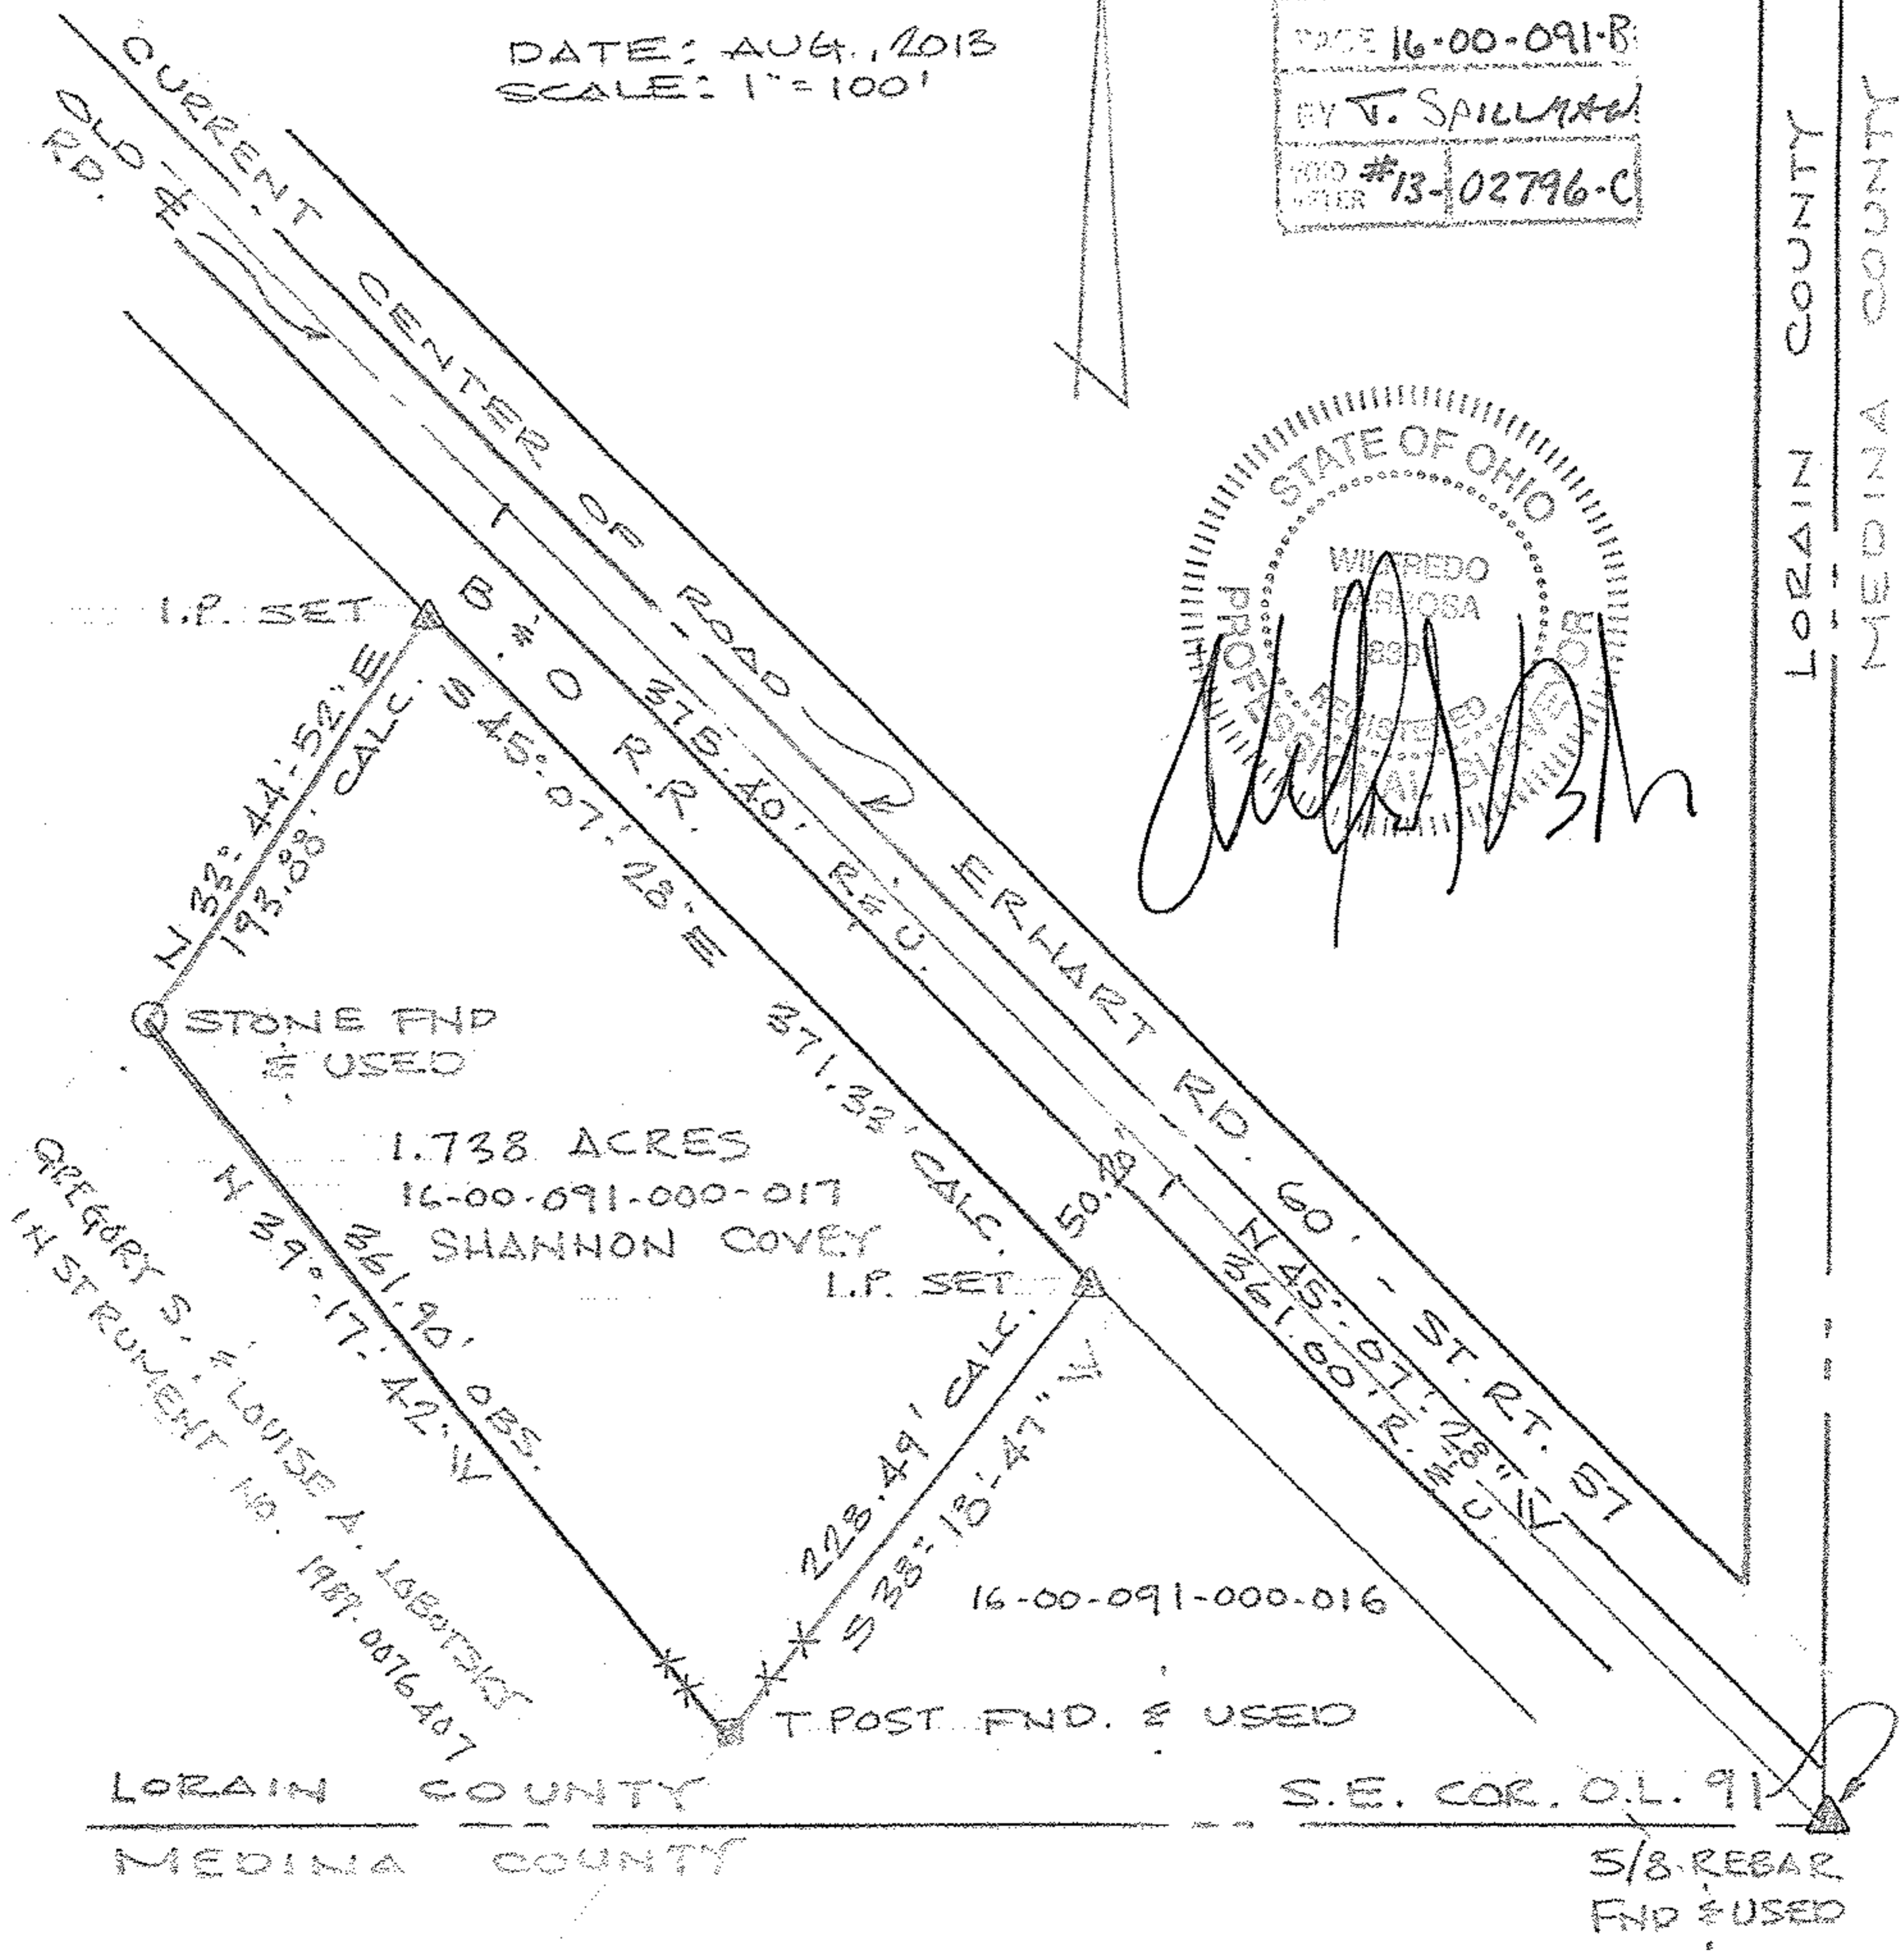 DATE: AUG., 2013
SCALE: 1" = 100'
PAGE 16-00-091-B
BY T. SPILLMAN
#13-02796-C
LORAIN COUNTY
MEDINA COUNTY
OLD ℄
RD.
CURRENT CENTER OF ROAD
STATE OF OHIO
WILFREDO
BARBOSA
REGISTERED
PROFESSIONAL SURVEYOR
I.P. SET
B. & O. R.R.
375.40' REC.
N 33°-44'-52" E
193.88' CALC.
S 45°-07'-28" E
371.32' CALC.
ERHART RD. 60' - ST. RT. 57
STONE FND
& USED
1.738 ACRES
16-00-091-000-017
SHANNON COVEY
I.P. SET
N 45°-07'-28" W
361.60' R. & U.
361.90' OBS.
N 39°-17'-42" W
GREGORY S. & LOUISE A. LOBOTSKY
INSTRUMENT NO. 1989-0076407
228.49' CALC.
S 38°-18'-47" W
16-00-091-000-016
T POST FND. & USED
LORAIN COUNTY
MEDINA COUNTY
S.E. COR. O.L. 91
5/8 REBAR
FND & USED